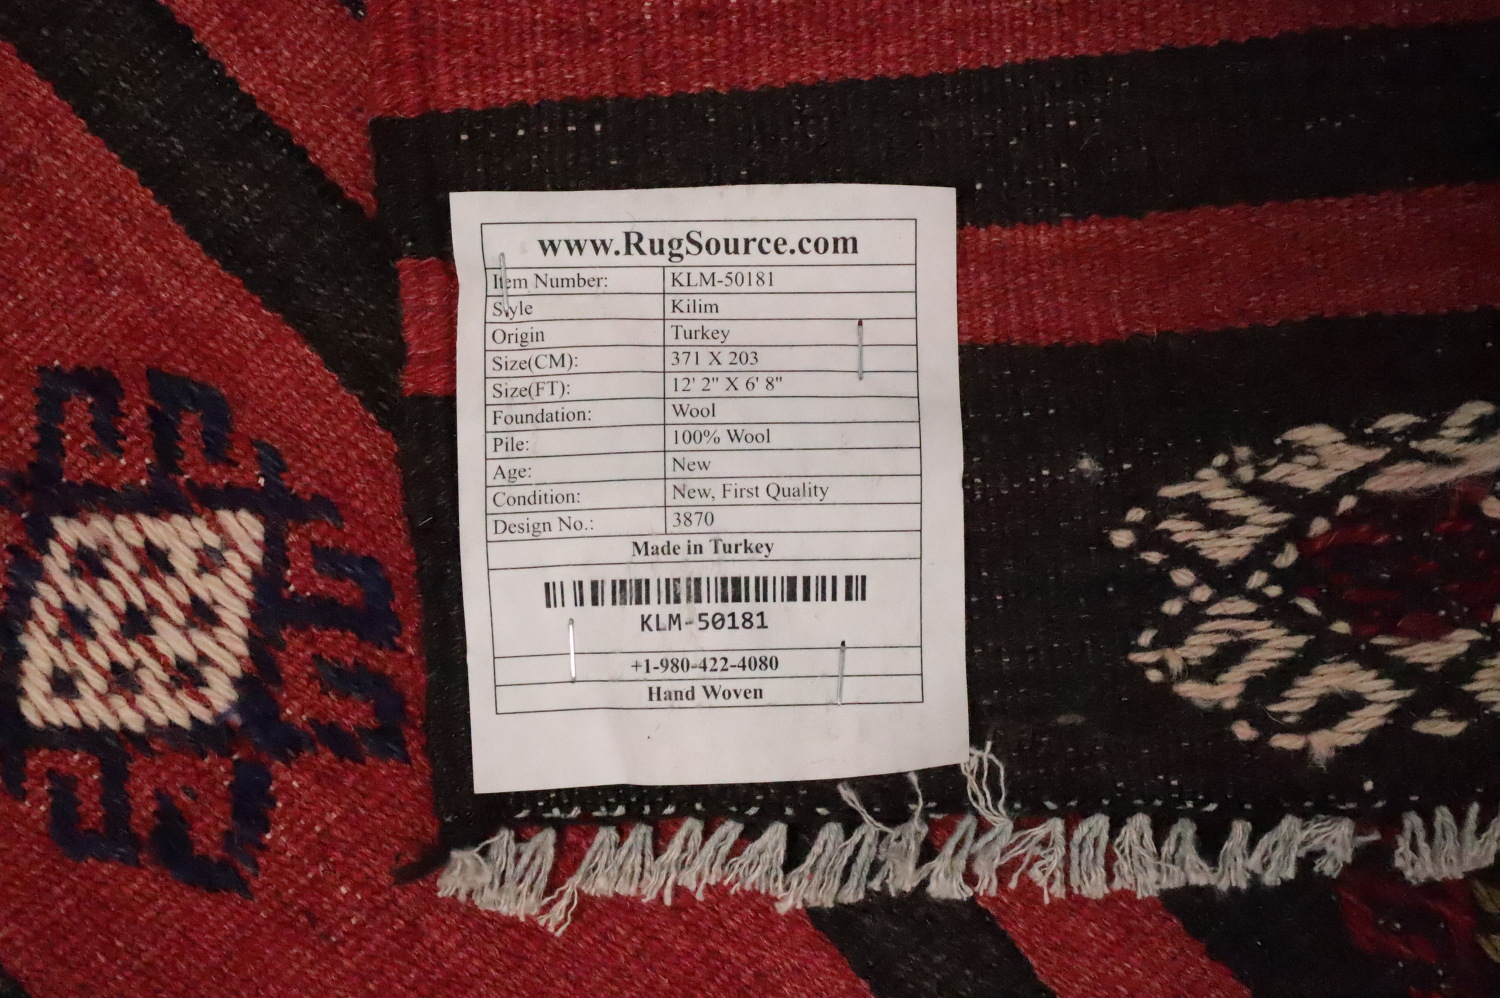 www.RugSource.com
Item Number: KLM-50181
Style Kilim
Origin Turkey
Size(CM): 371 X 203
Size(FT): 12' 2" X 6' 8"
Foundation: Wool
Pile: 100% Wool
Age: New
Condition: New, First Quality
Design No.: 3870
Made in Turkey
KLM-50181
+1-980-422-4080
Hand Woven